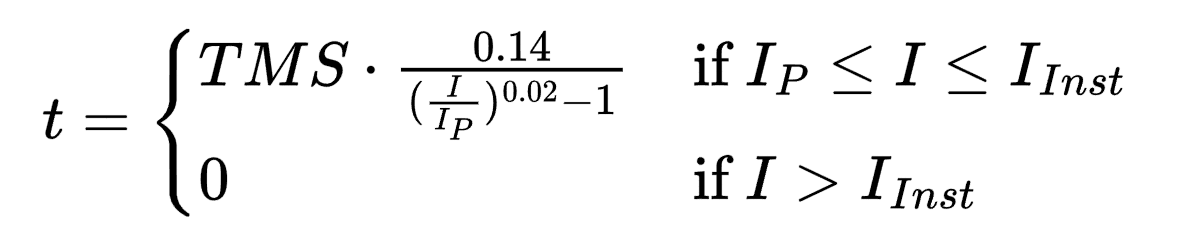 t = { TMS · 0.14 / ((I / I_P)^0.02 − 1) if I_P ≤ I ≤ I_Inst
0 if I > I_Inst